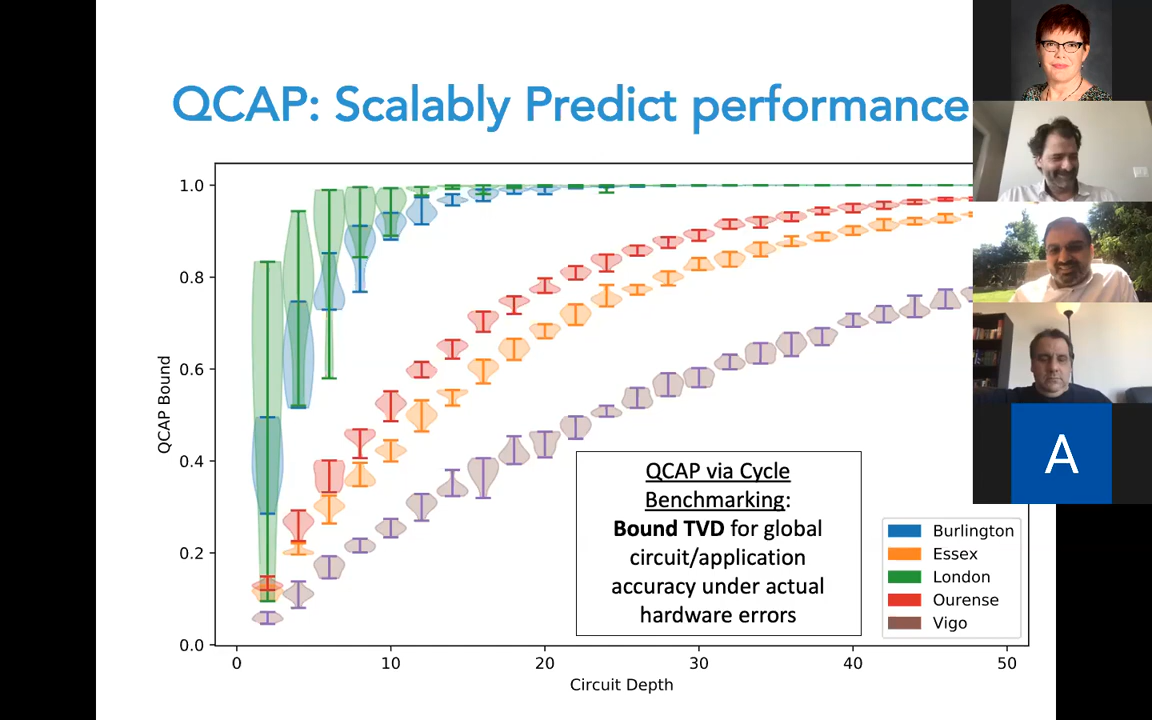 QCAP: Scalably Predict performance
1.0
0.8
0.6
0.4
0.2
0.0
QCAP Bound
0
10
20
30
40
50
Circuit Depth
QCAP via Cycle
Benchmarking:
Bound TVD for global
circuit/application
accuracy under actual
hardware errors
Burlington
Essex
London
Ourense
Vigo
A